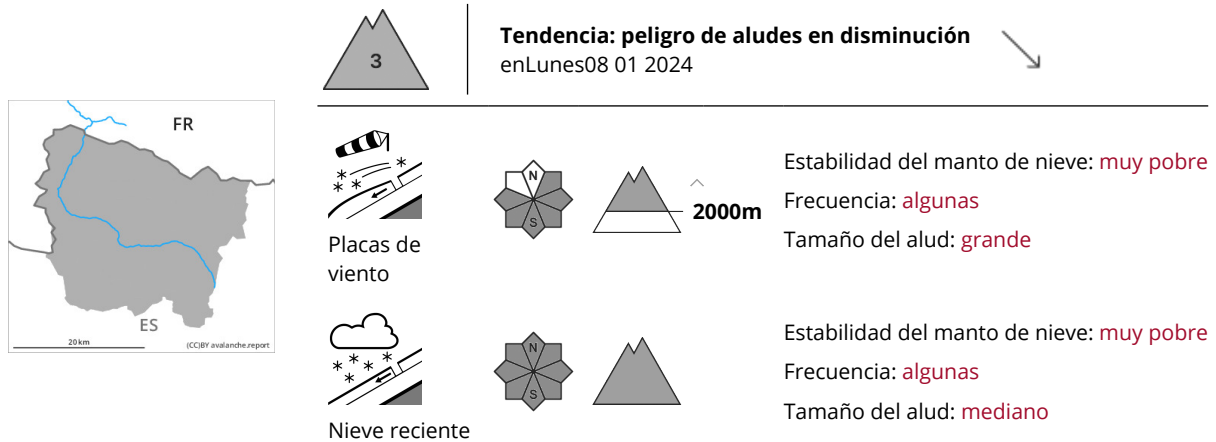 3
Tendencia: peligro de aludes en disminución
enLunes08 01 2024
FR
ES
20 km
(CC)BY avalanche.report
N
S
2000m
Placas de
viento
Estabilidad del manto de nieve: muy pobre
Frecuencia: algunas
Tamaño del alud: grande
N
S
Nieve reciente
Estabilidad del manto de nieve: muy pobre
Frecuencia: algunas
Tamaño del alud: mediano